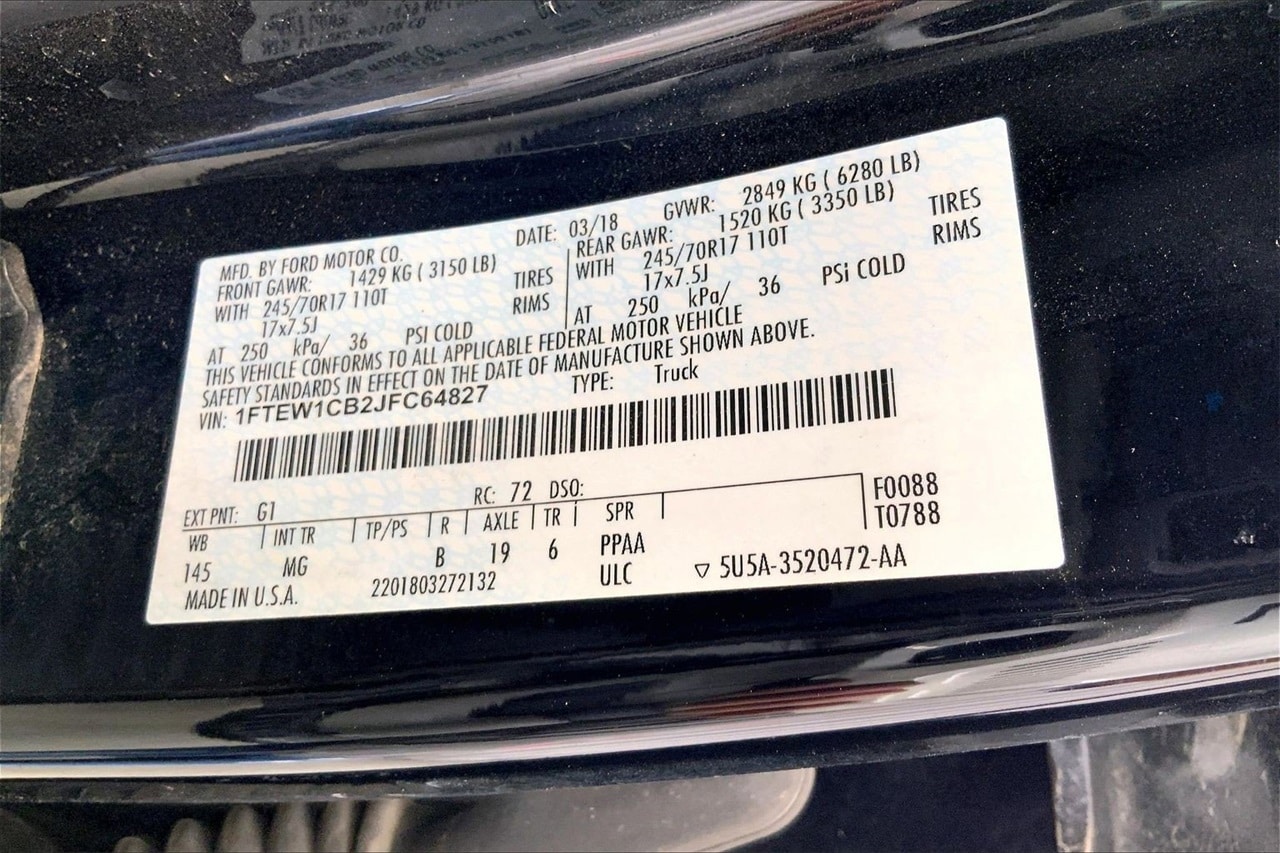 MFD. BY FORD MOTOR CO. DATE: 03/18 GVWR: 2849 KG ( 6280 LB)
FRONT GAWR: 1429 KG ( 3150 LB) REAR GAWR: 1520 KG ( 3350 LB)
WITH 245/70R17 110T TIRES WITH 245/70R17 110T TIRES
17x7.5J RIMS 17x7.5J RIMS
AT 250 kPa/ 36 PSI COLD AT 250 kPa/ 36 PSi COLD
THIS VEHICLE CONFORMS TO ALL APPLICABLE FEDERAL MOTOR VEHICLE
SAFETY STANDARDS IN EFFECT ON THE DATE OF MANUFACTURE SHOWN ABOVE.
VIN: 1FTEW1CB2JFC64827 TYPE: Truck
EXT PNT: G1 RC: 72 DSO: F0088
WB INT TR TP/PS R AXLE TR SPR T0788
145 MG B 19 6 PPAA
MADE IN U.S.A. 2201803272132 ULC ▽ 5U5A-3520472-AA